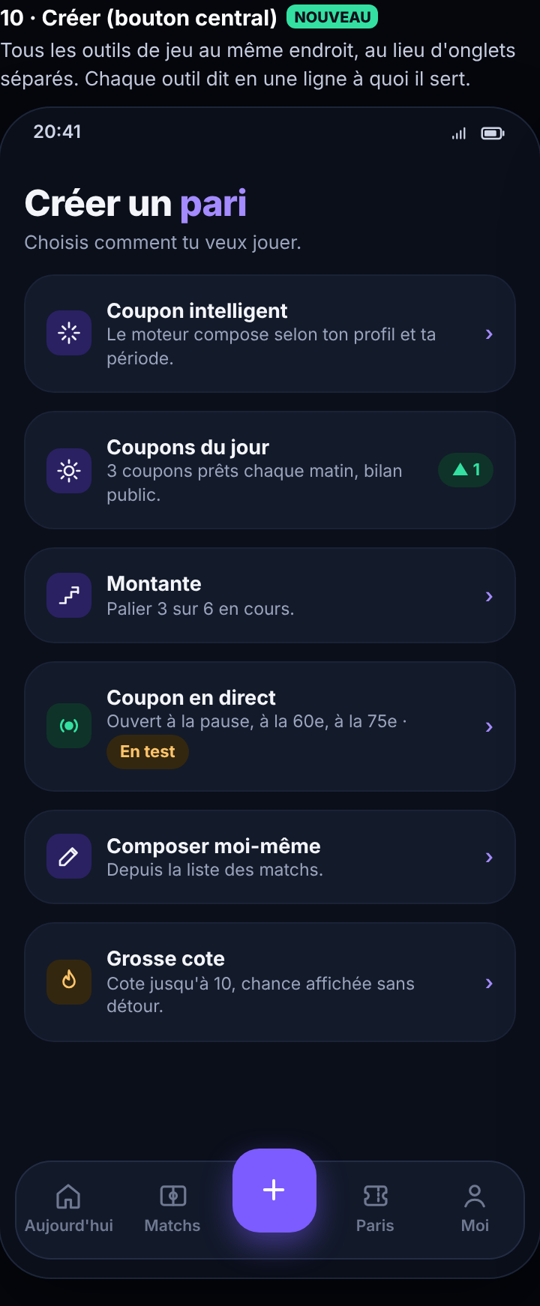 10 · Créer (bouton central) NOUVEAU
Tous les outils de jeu au même endroit, au lieu d'onglets
séparés. Chaque outil dit en une ligne à quoi il sert.
20:41
Créer un pari
Choisis comment tu veux jouer.
Coupon intelligent
Le moteur compose selon ton profil et ta
période.
Coupons du jour
3 coupons prêts chaque matin, bilan
public.
▲ 1
Montante
Palier 3 sur 6 en cours.
Coupon en direct
Ouvert à la pause, à la 60e, à la 75e ·
En test
Composer moi-même
Depuis la liste des matchs.
Grosse cote
Cote jusqu'à 10, chance affichée sans
détour.
Aujourd'hui Matchs + Paris Moi